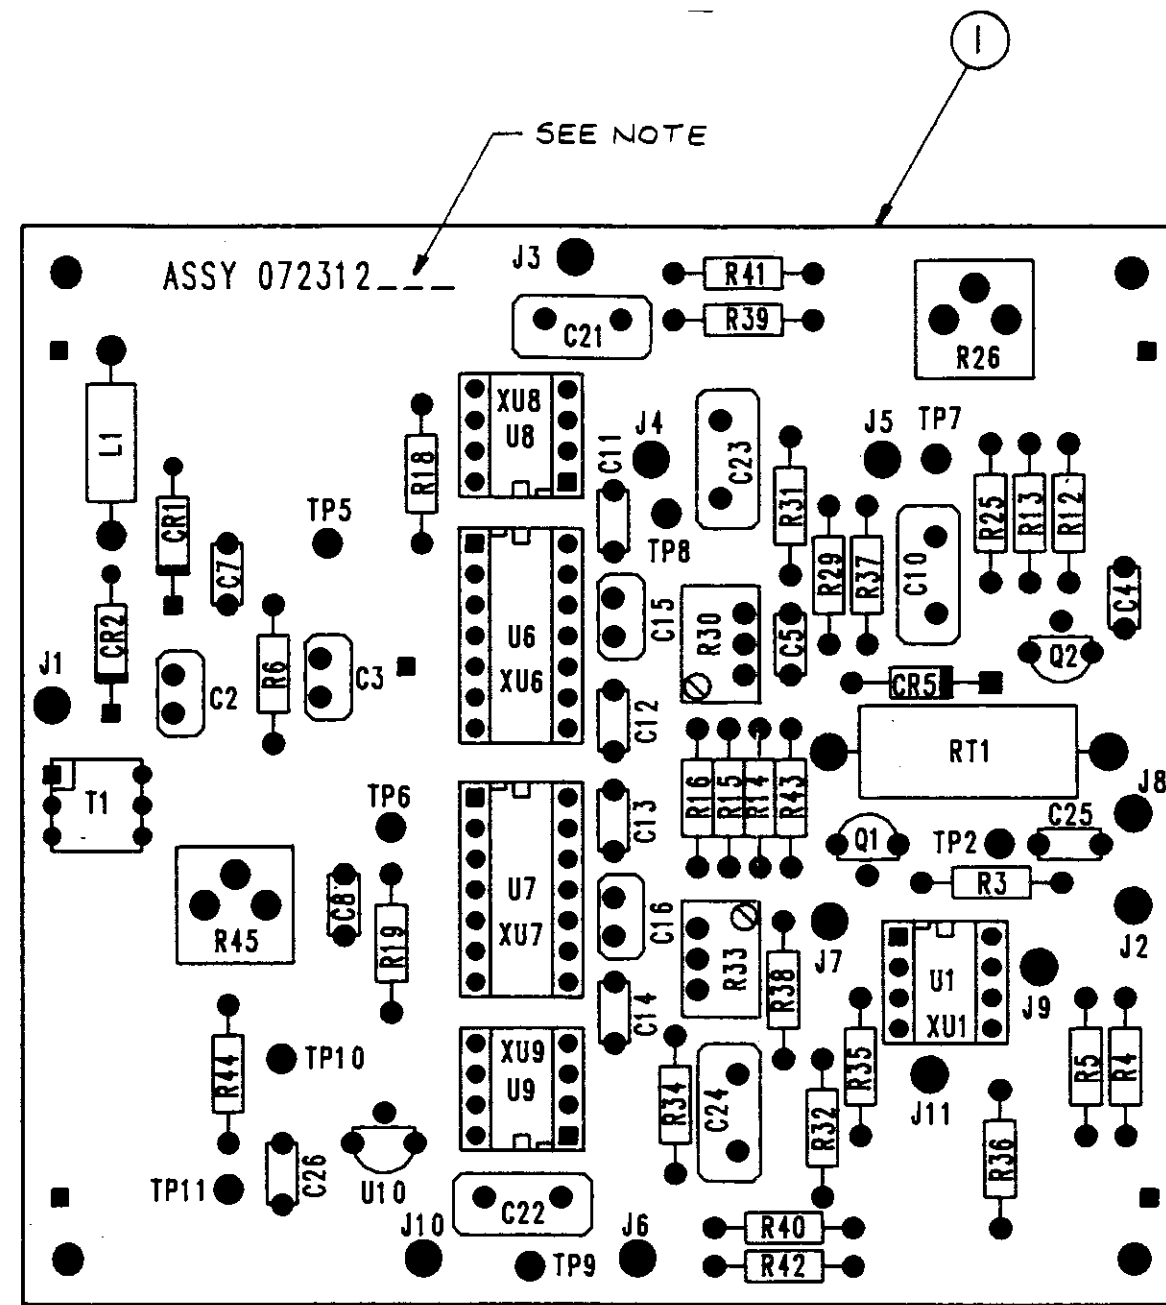 1
SEE NOTE
ASSY 072312___
J3
R41
R39
C21
R26
XU8
U8
R18
L1
CR1
TP5
C7
C11
J4
TP8
C23
R31
J5
TP7
R29
R37
C10
R25
R13
R12
C4
Q2
CR2
J1
C2
R6
C3
U6
XU6
C15
R30
C5
CR5
C12
RT1
T1
TP6
C13
R16
R15
R14
R43
J8
C25
Q1
TP2
R3
R45
C8
R19
U7
XU7
C16
R33
R38
J7
U1
XU1
J9
J2
C14
R44
TP10
XU9
U9
R34
C24
R32
R35
J11
R36
R5
R4
TP11
C26
U10
C22
J10
TP9
J6
R40
R42